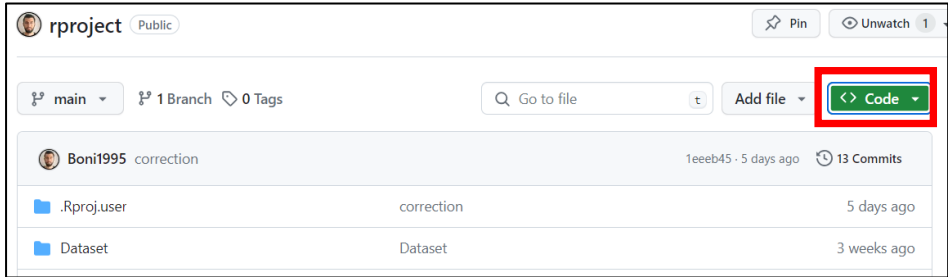 rproject Public Pin Unwatch 1
main 1 Branch 0 Tags Go to file t Add file <> Code
Boni1995 correction 1eeeb45 · 5 days ago 13 Commits
.Rproj.user correction 5 days ago
Dataset Dataset 3 weeks ago